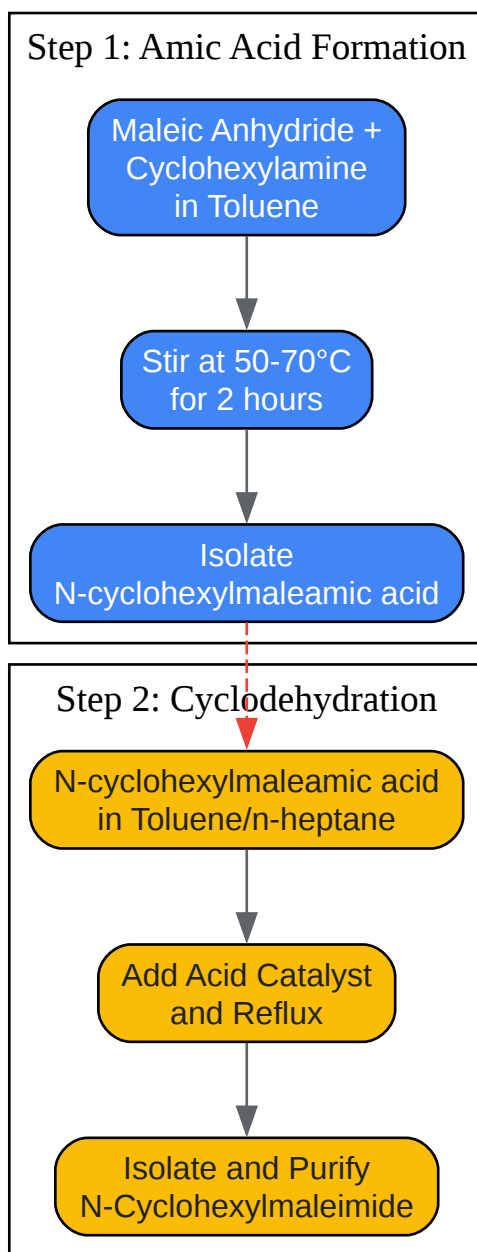 Step 1: Amic Acid Formation
Maleic Anhydride +
Cyclohexylamine
in Toluene
Stir at 50-70°C
for 2 hours
Isolate
N-cyclohexylmaleamic acid
Step 2: Cyclodehydration
N-cyclohexylmaleamic acid
in Toluene/n-heptane
Add Acid Catalyst
and Reflux
Isolate and Purify
N-Cyclohexylmaleimide